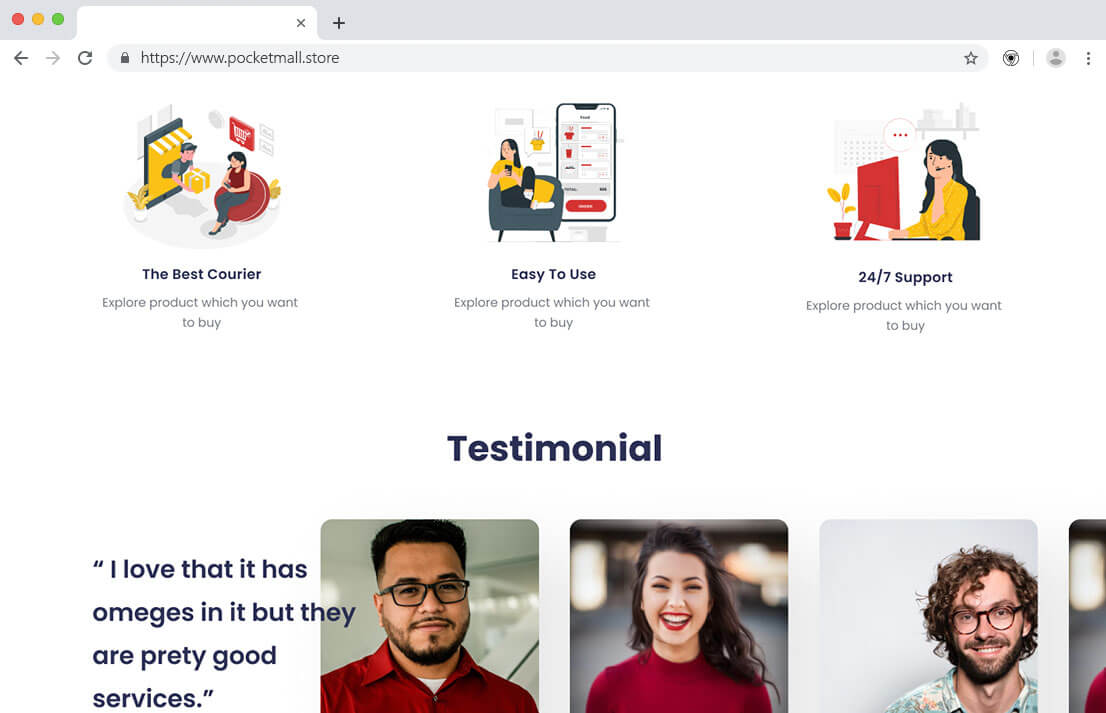 https://www.pocketmall.store
Food
TOTAL:
The Best Courier
Explore product which you want
to buy
Easy To Use
Explore product which you want
to buy
24/7 Support
Explore product which you want
to buy
Testimonial
“ I love that it has
omeges in it but they
are prety good
services.”